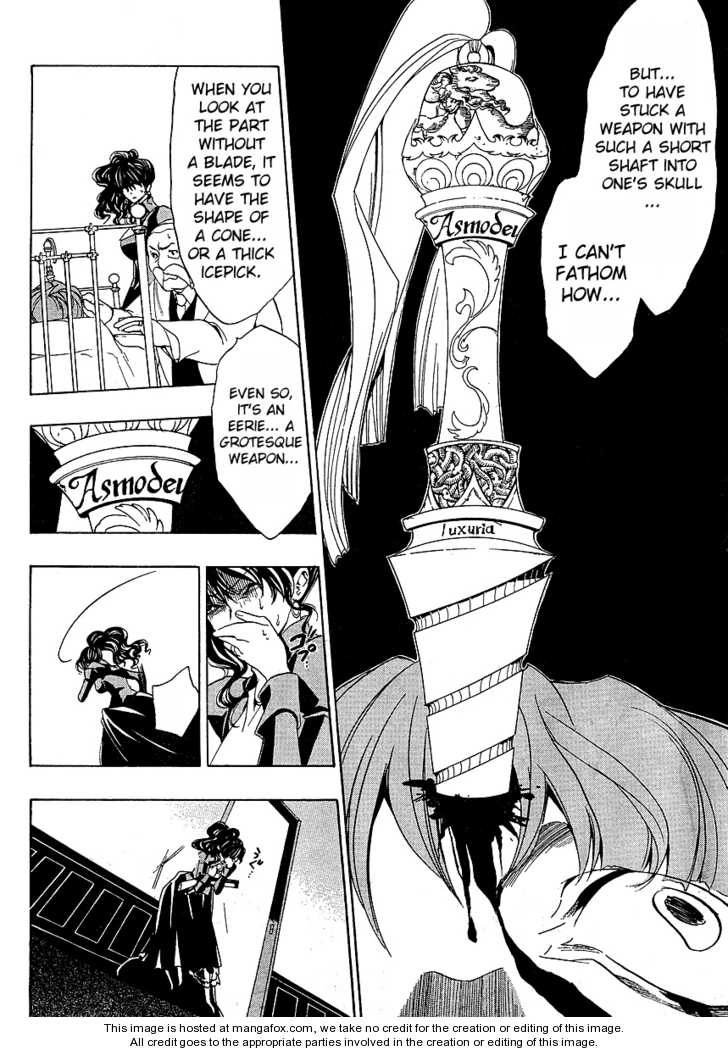 WHEN YOU
LOOK AT
THE PART
WITHOUT
A BLADE, IT
SEEMS TO
HAVE THE
SHAPE OF
A CONE...
OR A THICK
ICEPICK.
EVEN SO,
IT'S AN
EERIE... A
GROTESQUE
WEAPON...
Asmodeu
BUT...
TO HAVE
STUCK A
WEAPON WITH
SUCH A SHORT
SHAFT INTO
ONE'S SKULL
...
I CAN'T
FATHOM
HOW...
Asmodeu
luxuria
This image is hosted at mangafox.com, we take no credit for the creation or editing of this image.
All credit goes to the appropriate parties involved in the creation or editing of this image.